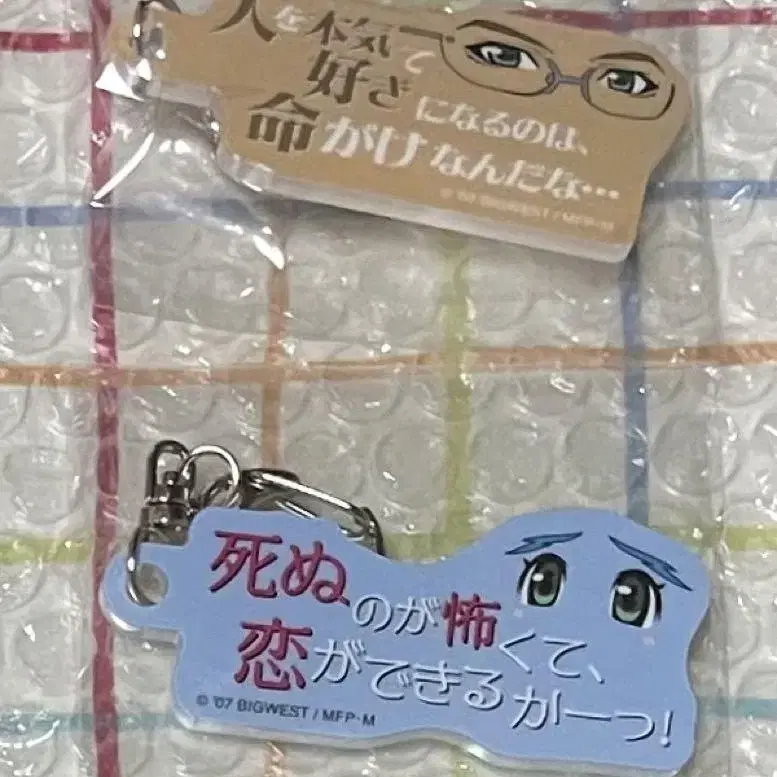 人を本気で
好きになるのは、
命がけなんだな…
© '07 BIGWEST / MFP-M
死ぬのが怖くて、
恋ができるかーっ!
© '07 BIGWEST / MFP-M